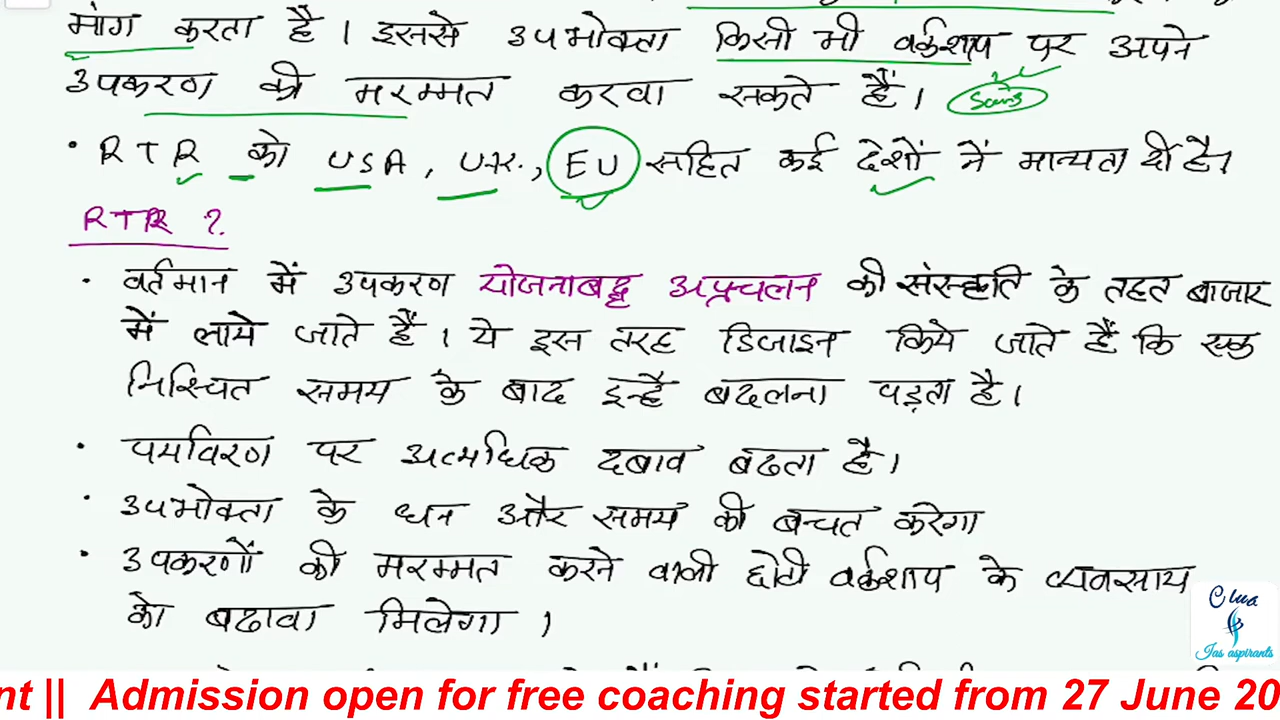 मांग करता है। इससे उपभोक्ता किसी भी वर्कशाप पर अपने
उपकरण की मरम्मत करवा सकते हैं।
• RTR को USA, U.K., EU सहित कई देशों में मान्यता दी है।
RTR ?
• वर्तमान में उपकरण योजनाबद्ध अप्रचलन की संस्कृति के तहत बाजार
में लाये जाते हैं। ये इस तरह डिजाइन किये जाते हैं कि एक
निश्चित समय के बाद इन्हैं बदलना पड़ता है।
• पर्यावरण पर अत्यधिक दबाव बढता है।
• उपभोक्ता के धन और समय की बचत करेगा
• उपकरणों की मरम्मत करने वाली छोटी वर्कशाप के व्यवसाय
को बढावा मिलेगा।
Ias aspirants
nt || Admission open for free coaching started from 27 June 20